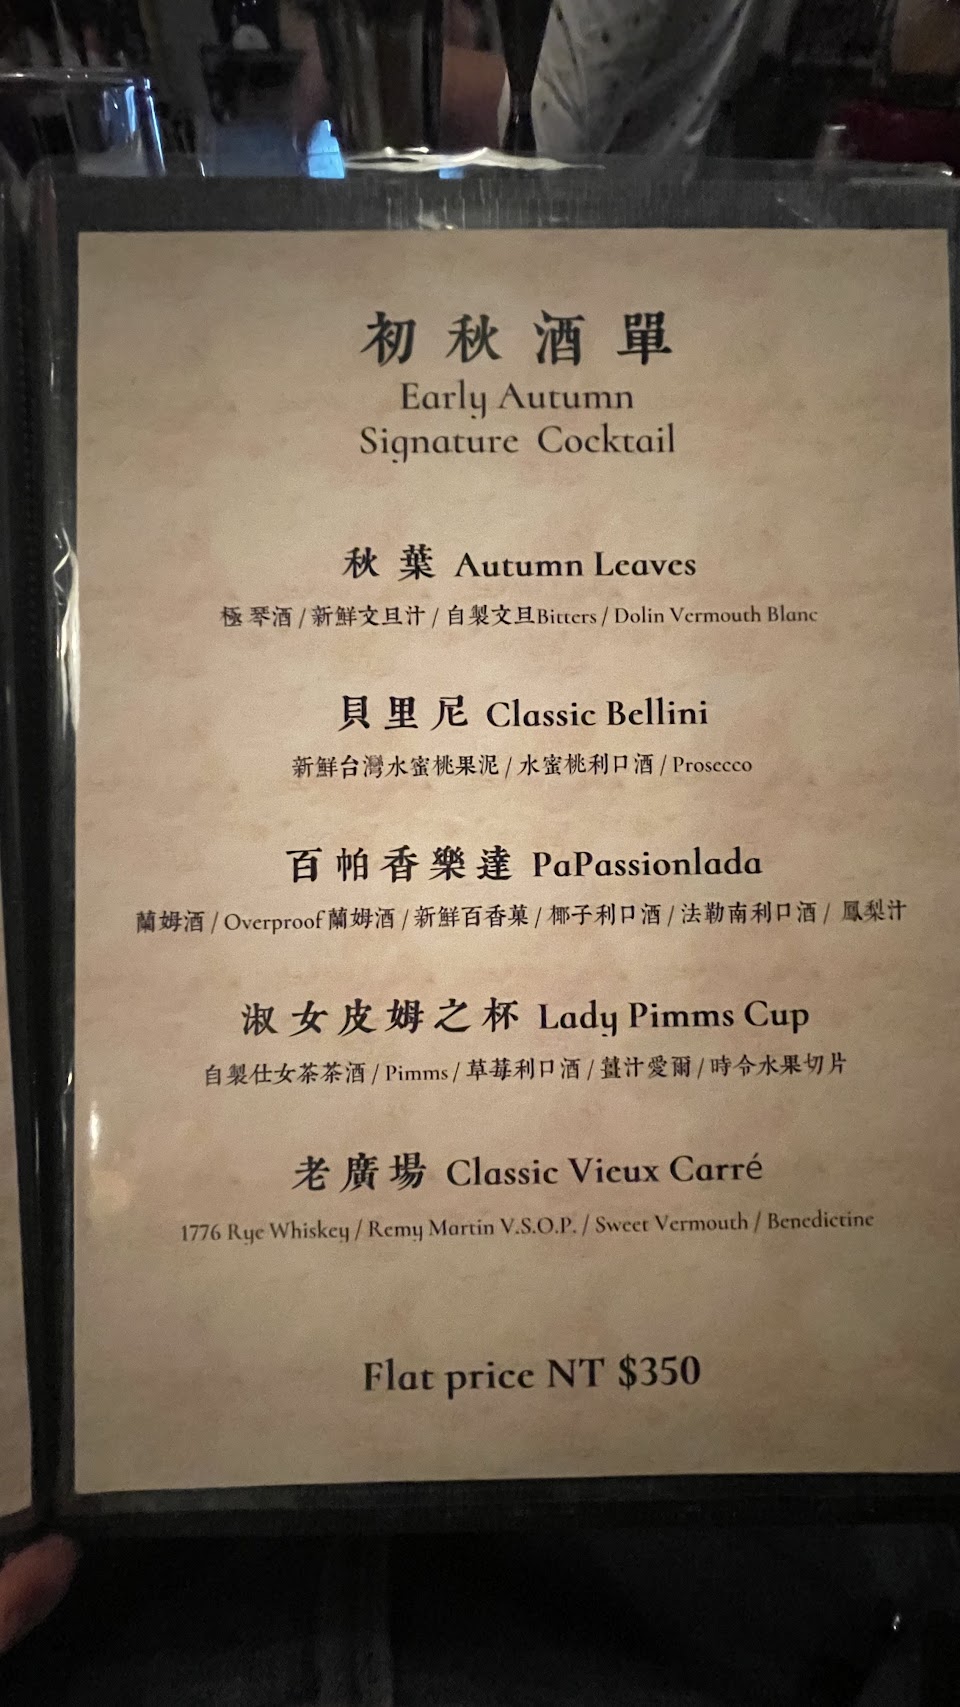 初秋酒單
Early Autumn
Signature Cocktail
秋葉 Autumn Leaves
極琴酒 / 新鮮文旦汁 / 自製文旦Bitters / Dolin Vermouth Blanc
貝里尼 Classic Bellini
新鮮台灣水蜜桃果泥 / 水蜜桃利口酒 / Prosecco
百帕香樂達 PaPassionlada
蘭姆酒 / Overproof蘭姆酒 / 新鮮百香菓 / 椰子利口酒 / 法勒南利口酒 / 鳳梨汁
淑女皮姆之杯 Lady Pimms Cup
自製仕女茶茶酒 / Pimms / 草莓利口酒 / 薑汁愛爾 / 時令水果切片
老廣場 Classic Vieux Carré
1776 Rye Whiskey / Remy Martin V.S.O.P. / Sweet Vermouth / Benedictine
Flat price NT $350